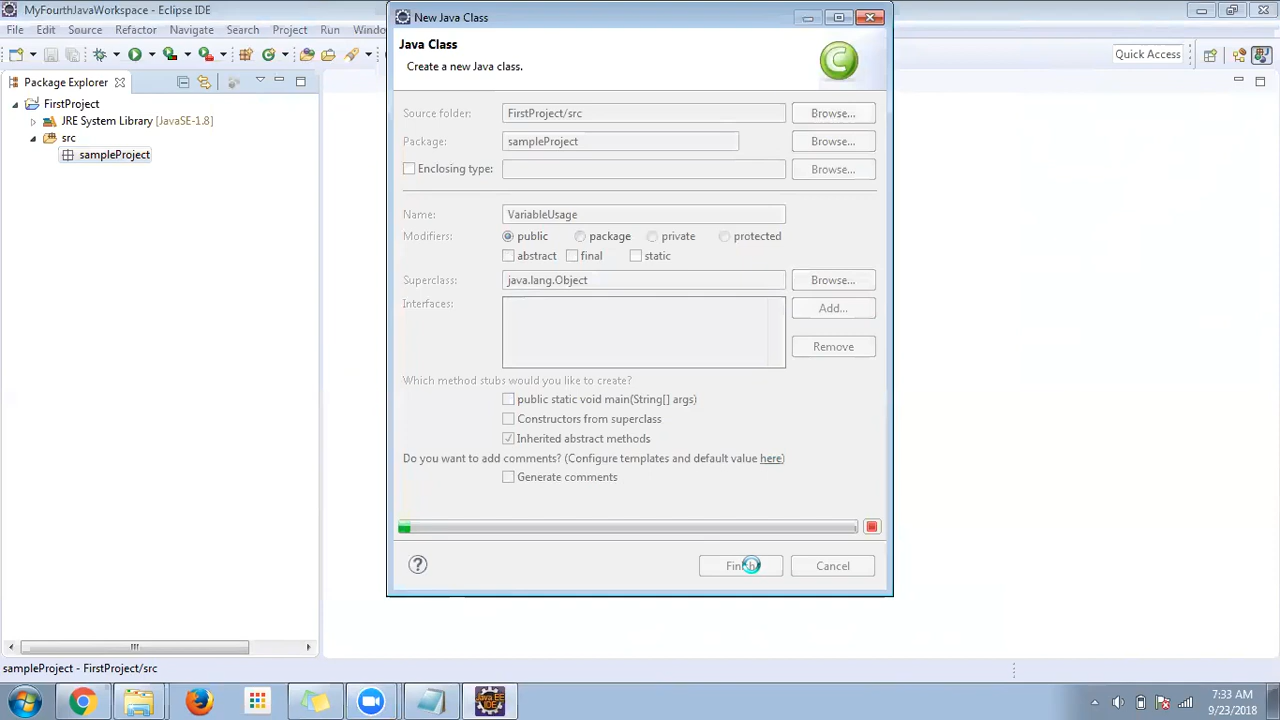 MyFourthJavaWorkspace - Eclipse IDE
File Edit Source Refactor Navigate Search Project Run Windo
Quick Access
Package Explorer
FirstProject
JRE System Library [JavaSE-1.8]
src
sampleProject
New Java Class
Java Class
Create a new Java class.
C
Source folder: FirstProject/src Browse...
Package: sampleProject Browse...
Enclosing type: Browse...
Name: VariableUsage
Modifiers: public package private protected
abstract final static
Superclass: java.lang.Object Browse...
Interfaces: Add...
Remove
Which method stubs would you like to create?
public static void main(String[] args)
Constructors from superclass
Inherited abstract methods
Do you want to add comments? (Configure templates and default value here)
Generate comments
? Finish Cancel
sampleProject - FirstProject/src
Java EE
IDE
7:33 AM
9/23/2018